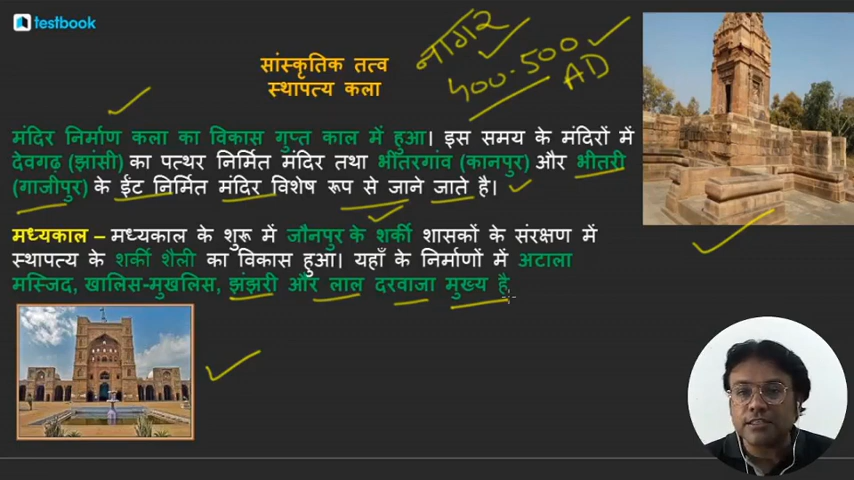 testbook
सांस्कृतिक तत्व
स्थापत्य कला
नागर
400-500
AD
मंदिर निर्माण कला का विकास गुप्त काल में हुआ। इस समय के मंदिरों में
देवगढ़ (झांसी) का पत्थर निर्मित मंदिर तथा भीतरगांव (कानपुर) और भीतरी
(गाजीपुर) के ईंट निर्मित मंदिर विशेष रूप से जाने जाते है।
मध्यकाल – मध्यकाल के शुरू में जौनपुर के शर्की शासकों के संरक्षण में
स्थापत्य के शर्की शैली का विकास हुआ। यहाँ के निर्माणों में अटाला
मस्जिद, खालिस-मुखलिस, झंझरी और लाल दरवाजा मुख्य है